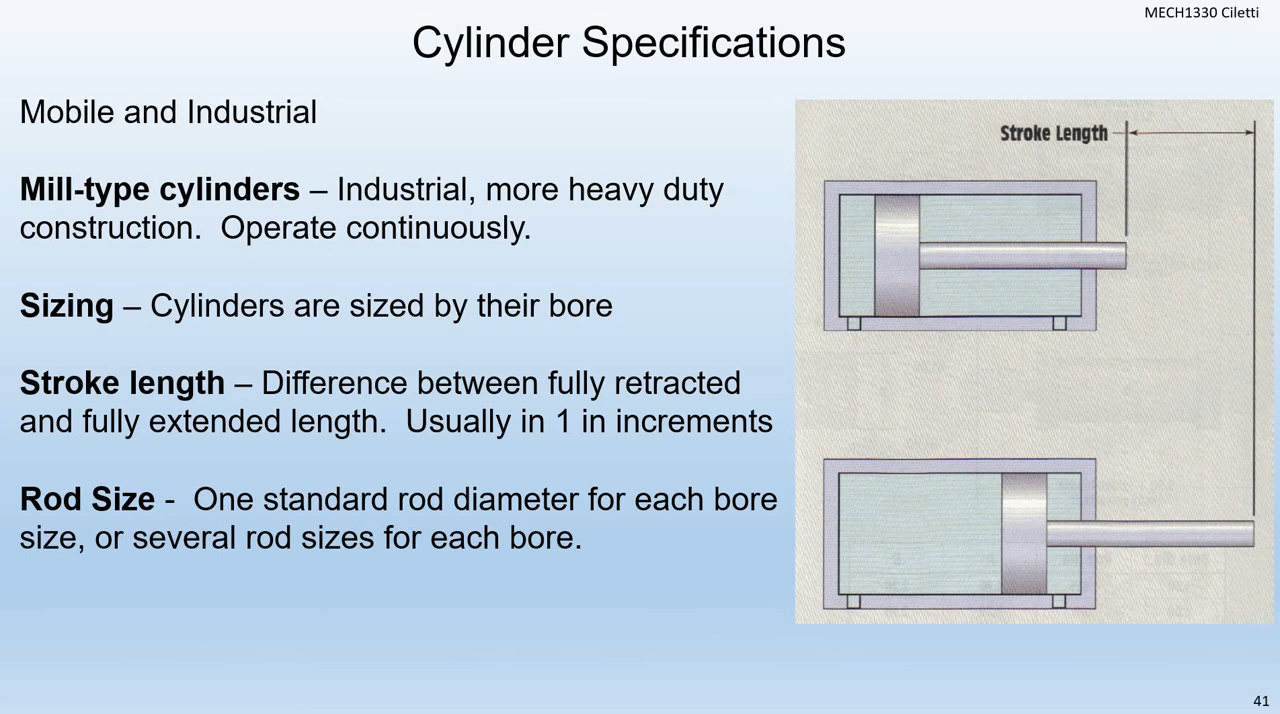 MECH1330 Ciletti
Cylinder Specifications
Mobile and Industrial
Mill-type cylinders – Industrial, more heavy duty
construction.  Operate continuously.
Sizing – Cylinders are sized by their bore
Stroke length – Difference between fully retracted
and fully extended length.  Usually in 1 in increments
Rod Size -  One standard rod diameter for each bore
size, or several rod sizes for each bore.
Stroke Length
41